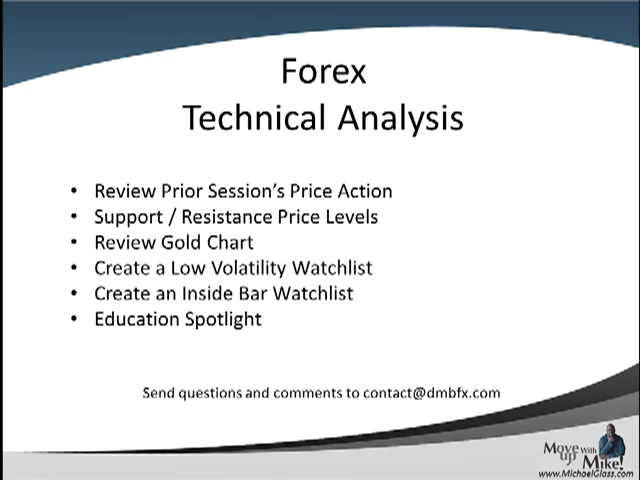 Forex
Technical Analysis
• Review Prior Session's Price Action
• Support / Resistance Price Levels
• Review Gold Chart
• Create a Low Volatility Watchlist
• Create an Inside Bar Watchlist
• Education Spotlight
Send questions and comments to contact@dmbfx.com
Move up With Mike!
www.MichaelGlass.com